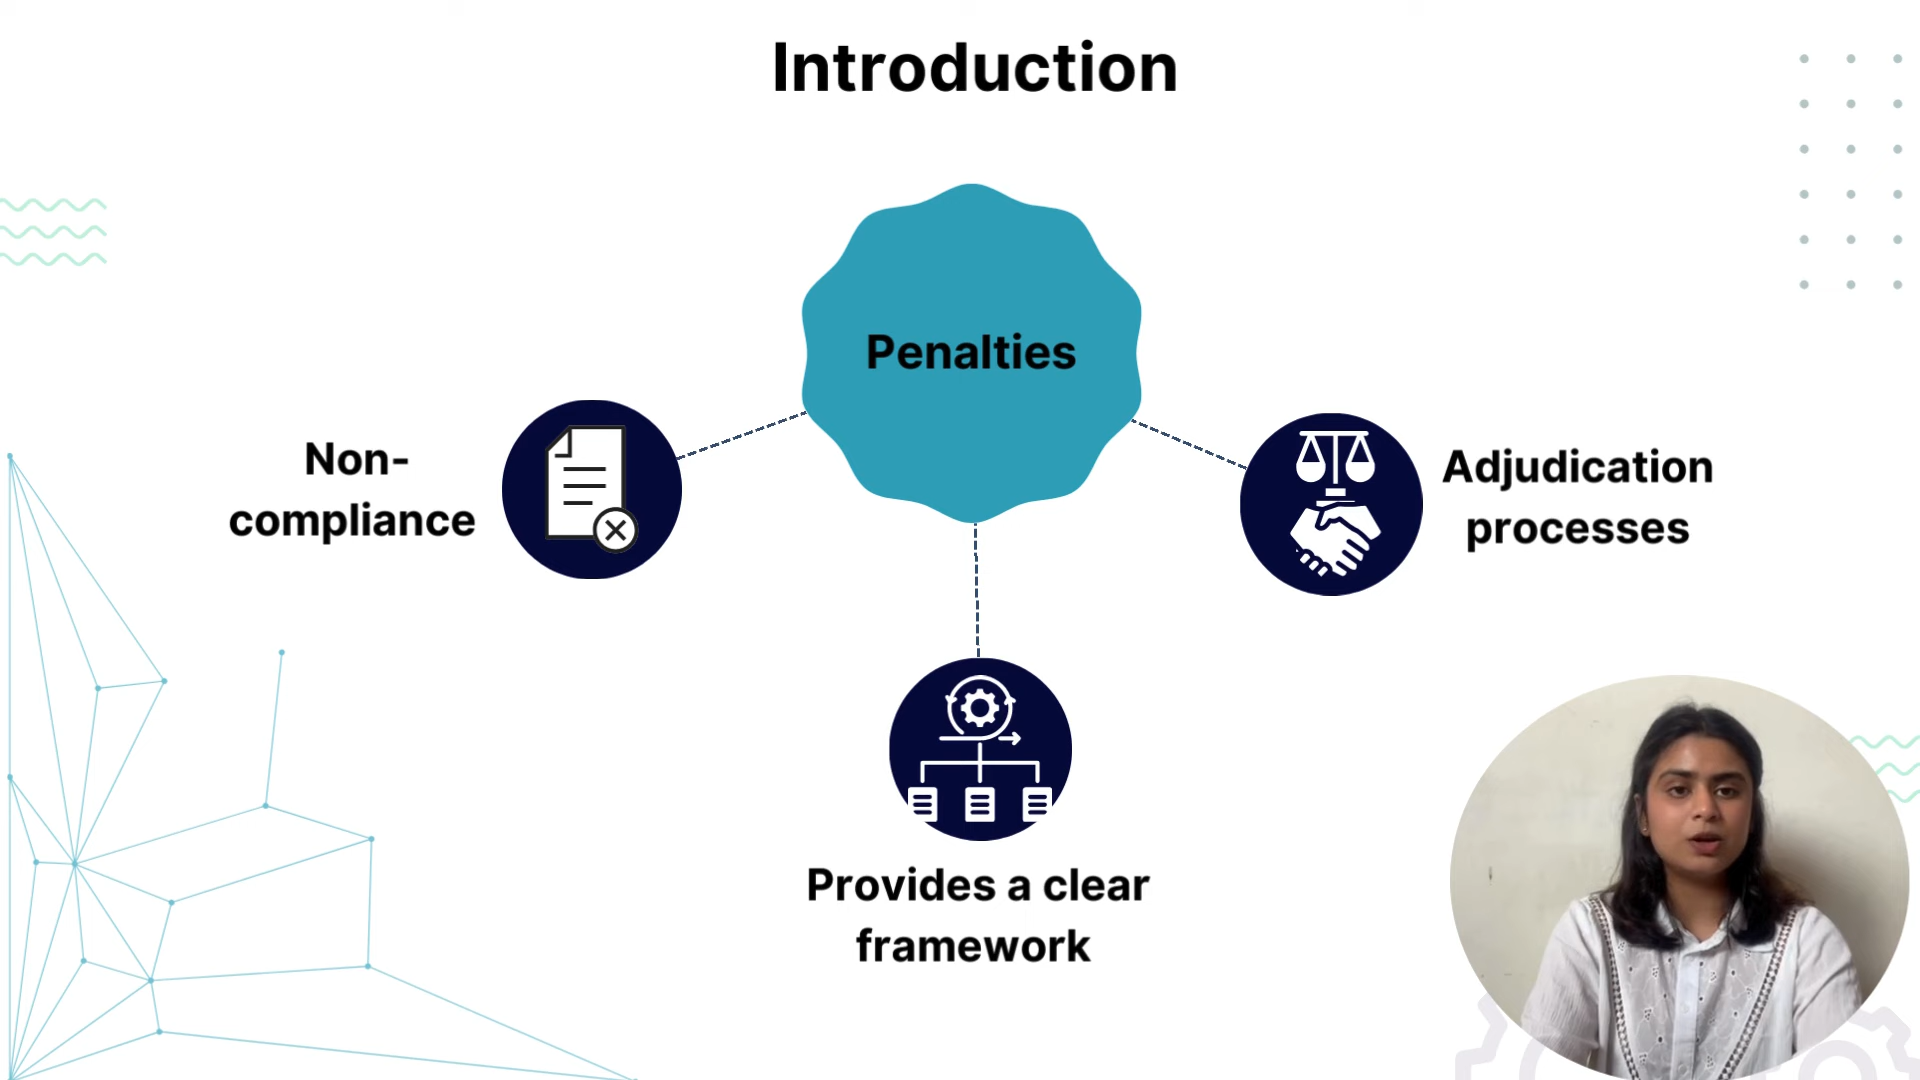 Introduction
Penalties
Non-
compliance
Adjudication
processes
Provides a clear
framework